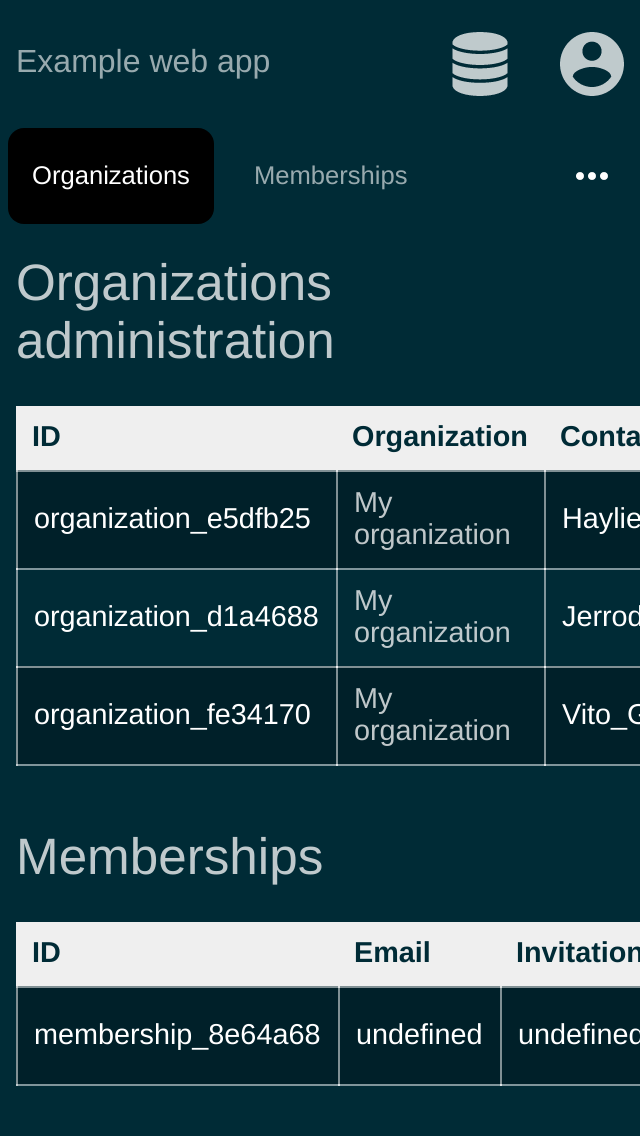 Example web app
Organizations Memberships •••
Organizations
administration
ID Organization Conta
organization_e5dfb25 My organization Haylie
organization_d1a4688 My organization Jerrod
organization_fe34170 My organization Vito_G
Memberships
ID Email Invitation
membership_8e64a68 undefined undefined